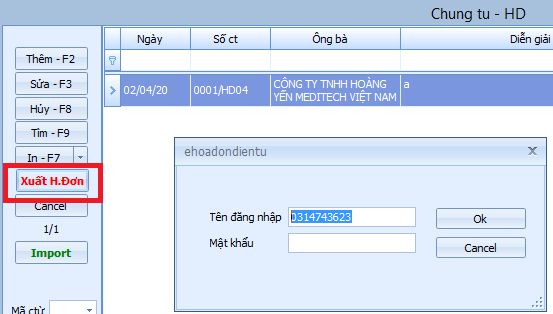 Chung tu - HD
Ngày Số ct Ông bà Diễn giải
Thêm - F2
Sửa - F3
Hủy - F8
Tìm - F9
In - F7
Xuất H.Đơn
Cancel
1/1
Import
Mã ctừ
02/04/20 0001/HD04 CÔNG TY TNHH HOÀNG YẾN MEDITECH VIỆT NAM a
ehoadondientu
Tên đăng nhập 0314743623 Ok
Mật khẩu Cancel